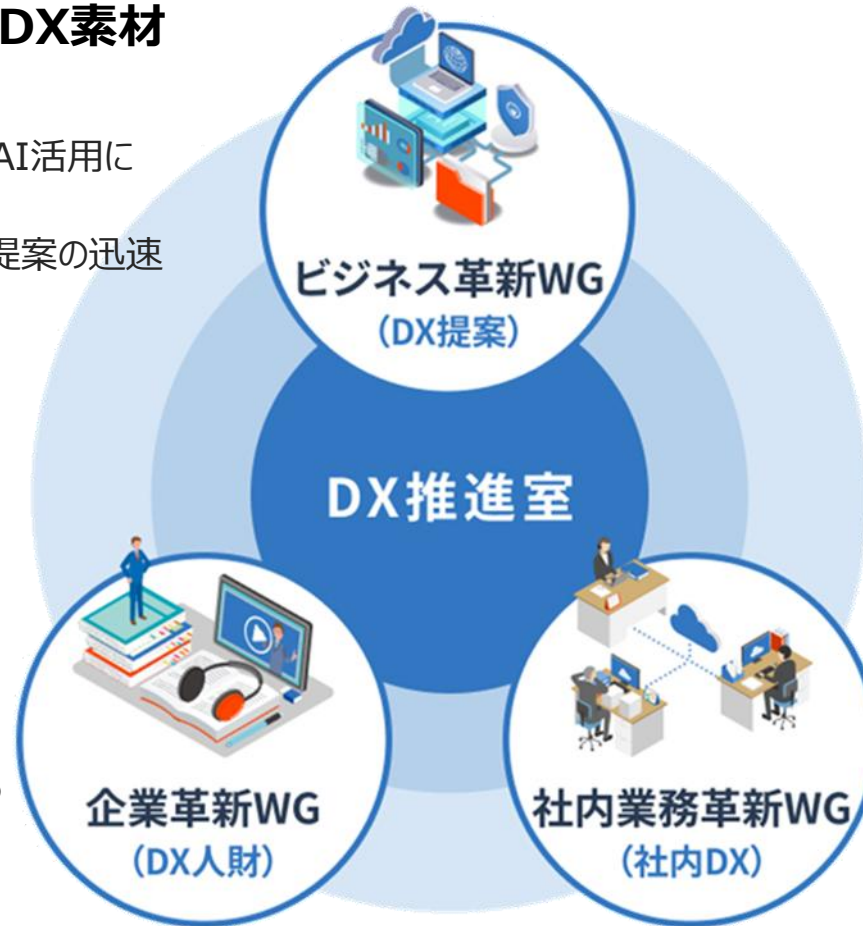 DX素材
AI活用に
提案の迅速
ビジネス革新WG
(DX提案)
DX推進室
企業革新WG
(DX人財)
社内業務革新WG
(社内DX)